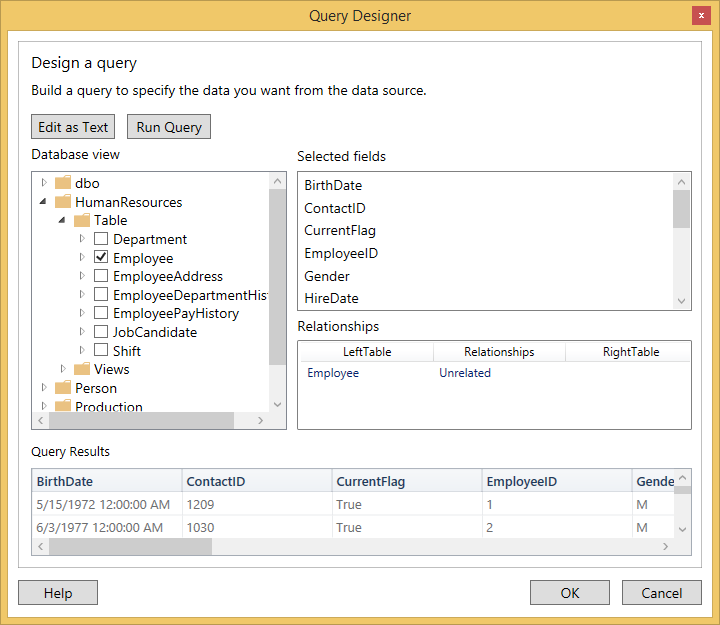 Query Designer
x
Design a query
Build a query to specify the data you want from the data source.
Edit as Text
Run Query
Database view
dbo
HumanResources
Table
Department
Employee
EmployeeAddress
EmployeeDepartmentHis
EmployeePayHistory
JobCandidate
Shift
Views
Person
Production
Selected fields
BirthDate
ContactID
CurrentFlag
EmployeeID
Gender
HireDate
Relationships
LeftTable Relationships RightTable
Employee Unrelated
Query Results
BirthDate ContactID CurrentFlag EmployeeID Gende
5/15/1972 12:00:00 AM 1209 True 1 M
6/3/1977 12:00:00 AM 1030 True 2 M
Help
OK
Cancel